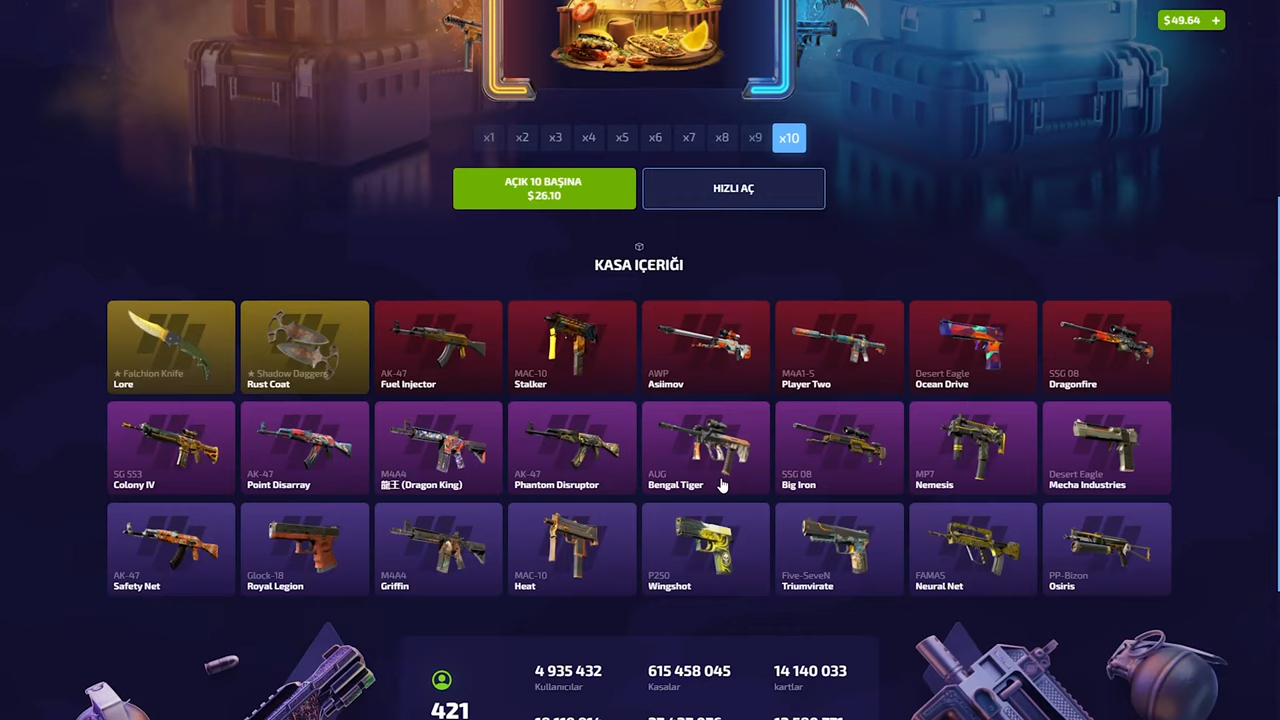 $ 49.64 +
x1 x2 x3 x4 x5 x6 x7 x8 x9 x10
AÇIK 10 BAŞINA
$ 26.10
HIZLI AÇ
KASA IÇERIĞI
★ Falchion Knife
Lore
★ Shadow Daggers
Rust Coat
AK-47
Fuel Injector
MAC-10
Stalker
AWP
Asiimov
M4A1-S
Player Two
Desert Eagle
Ocean Drive
SSG 08
Dragonfire
SG 553
Colony IV
AK-47
Point Disarray
M4A4
龍王 (Dragon King)
AK-47
Phantom Disruptor
AUG
Bengal Tiger
SSG 08
Big Iron
MP7
Nemesis
Desert Eagle
Mecha Industries
AK-47
Safety Net
Glock-18
Royal Legion
M4A4
Griffin
MAC-10
Heat
P250
Wingshot
Five-SeveN
Triumvirate
FAMAS
Neural Net
PP-Bizon
Osiris
421
4 935 432
Kullanıcılar
615 458 045
Kasalar
14 140 033
kartlar